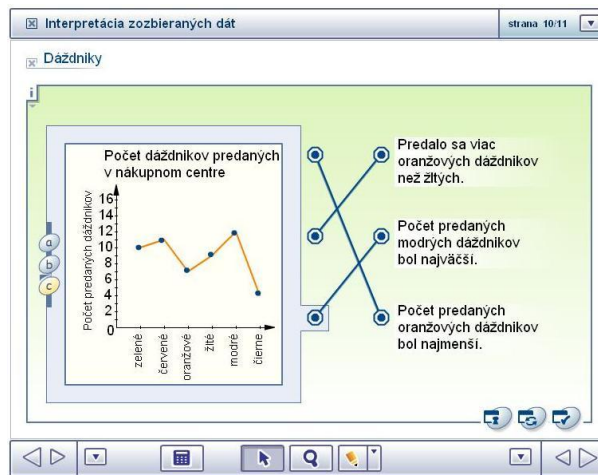 Interpretácia zozbieraných dát
strana 10/11
Dáždniky
i
Počet dáždnikov predaných
v nákupnom centre
Počet predaných dáždnikov
16
14
12
10
8
6
4
2
0
zelené
červené
oranžové
žlté
modré
čierne
a
b
c
Predalo sa viac
oranžových dáždnikov
než žltých.
Počet predaných
modrých dáždnikov
bol najväčší.
Počet predaných
oranžových dáždnikov
bol najmenší.